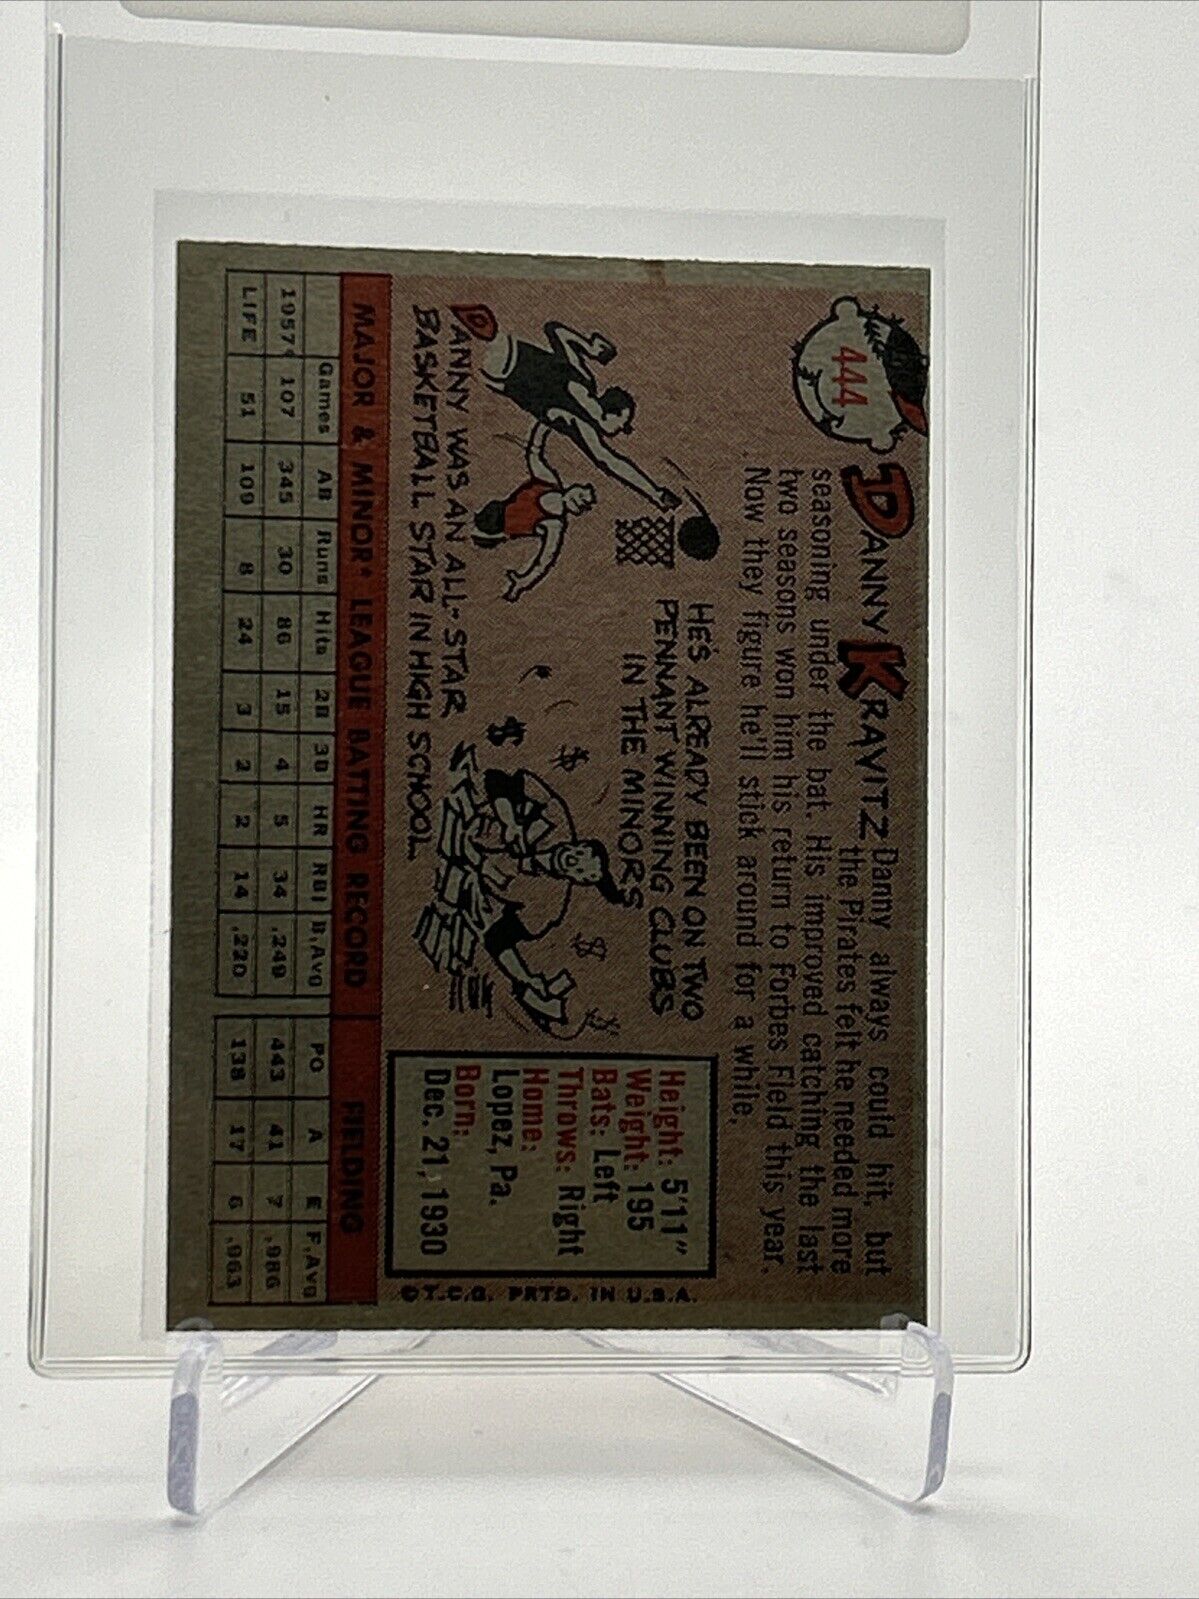 444
DANNY KRAVITZ
Danny always could hit, but
the Pirates felt he needed more
seasoning under the bat. His improved catching the last
two seasons won him his return to Forbes Field this year.
Now they figure he'll stick around for a while.
HE'S ALREADY BEEN ON TWO
PENNANT WINNING CLUBS
IN THE MINORS
DANNY WAS AN ALL-STAR
BASKETBALL STAR IN HIGH SCHOOL
$ $ $ $
Height: 5'11"
Weight: 195
Bats: Left
Throws: Right
Home:
Lopez, Pa.
Born:
Dec. 21, 1930
© T.C.G. PRTD. IN U.S.A.
MAJOR & MINOR* LEAGUE BATTING RECORD FIELDING
Games AB Runs Hits 2B 3B HR RBI B.Avg PO A E F.Avg
1957* 107 345 30 86 15 4 5 34 .249 443 41 7 .986
LIFE 51 109 8 24 3 2 2 14 .220 138 17 6 .963